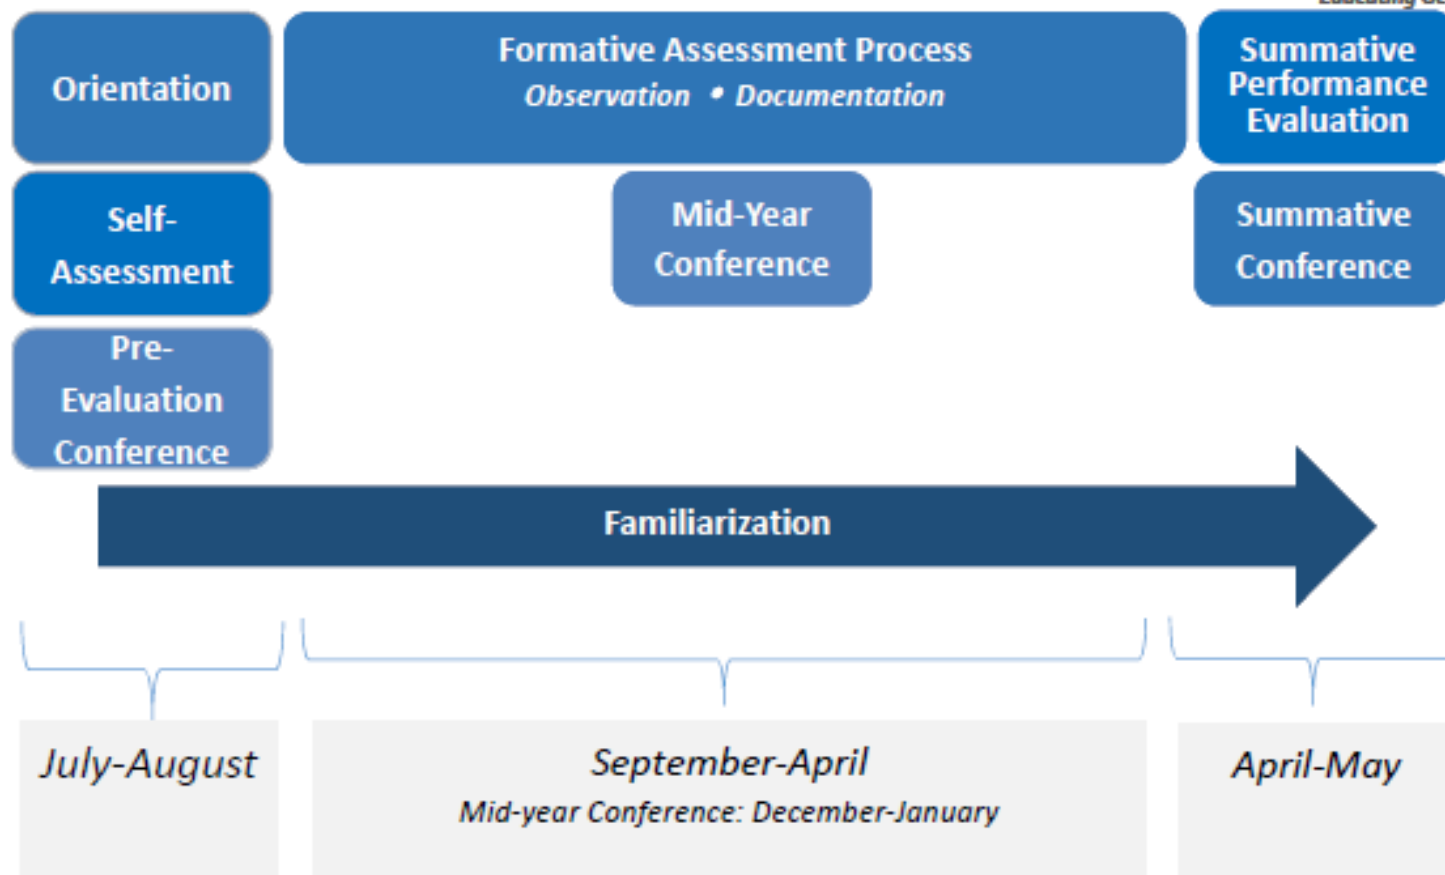 Educating
Orientation
Formative Assessment Process
Observation • Documentation
Summative
Performance
Evaluation
Self-
Assessment
Mid-Year
Conference
Summative
Conference
Pre-
Evaluation
Conference
Familiarization
July-August
September-April
Mid-year Conference: December-January
April-May